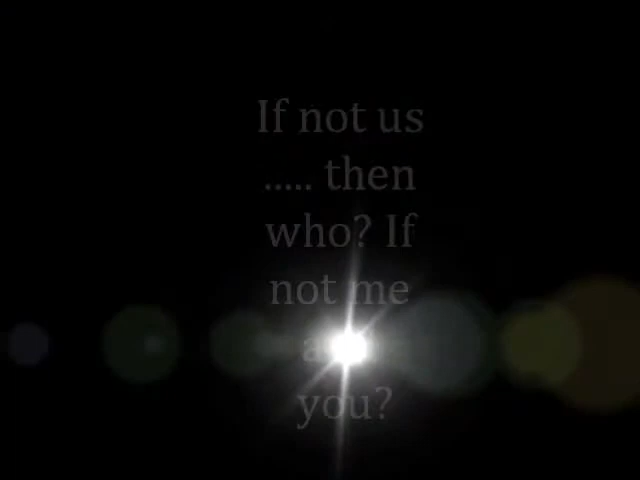 If not us
..... then
who? If
not me
you?